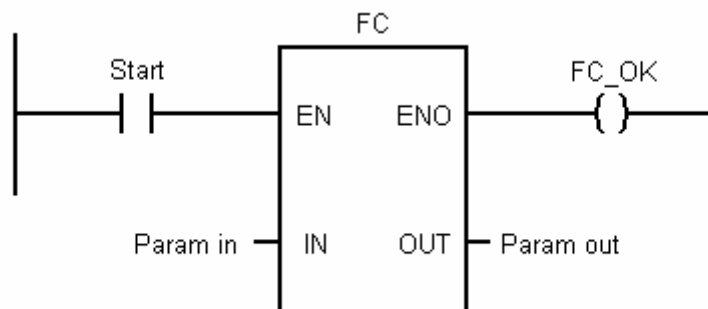 FC
Start
FC_OK
EN ENO
Param in IN OUT Param out